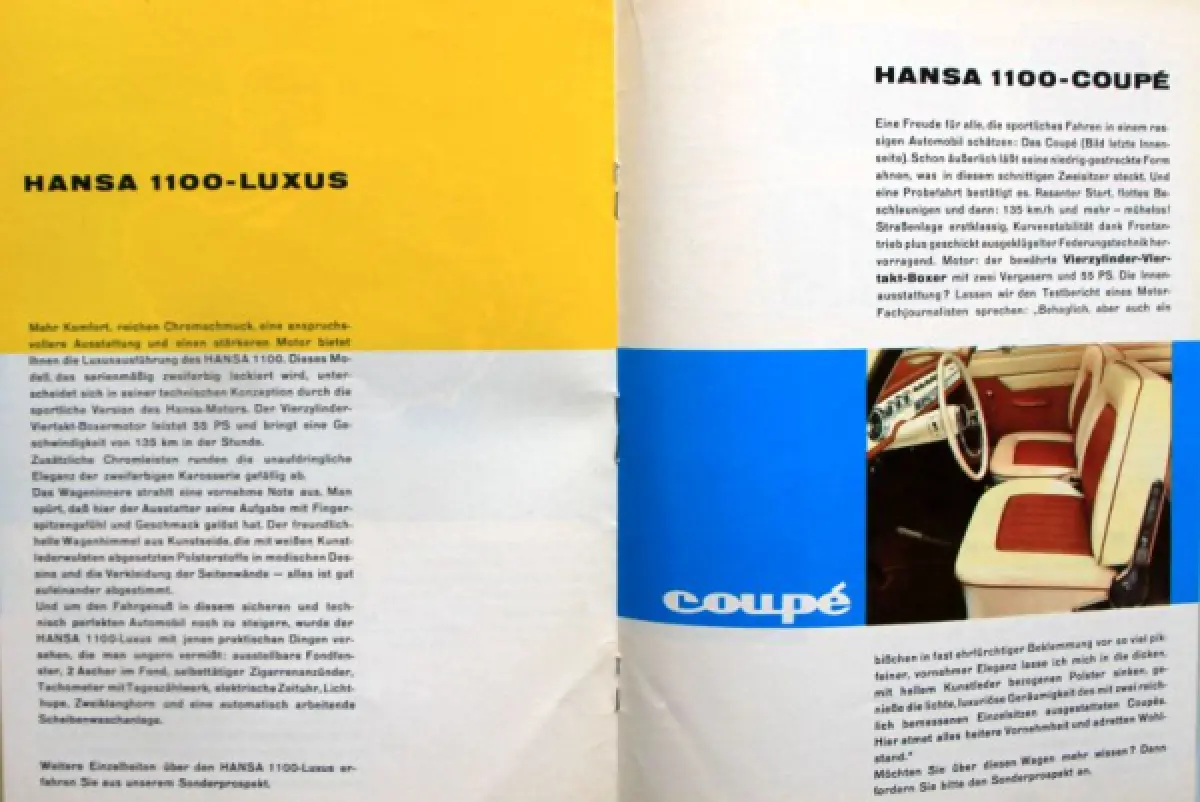 HANSA 1100-LUXUS
Mehr Komfort, reichen Chromschmuck, eine anspruchs-
vollere Ausstattung und einen stärkeren Motor bietet
Ihnen die Luxusausführung des HANSA 1100. Dieses Mo-
dell, das serienmäßig zweifarbig lackiert wird, unter-
scheidet sich in seiner technischen Konzeption durch die
sportliche Version des Hansa-Motors. Der Vierzylinder-
Viertakt-Boxermotor leistet 55 PS und bringt eine Ge-
schwindigkeit von 135 km in der Stunde.
Zusätzliche Chromleisten runden die unaufdringliche
Eleganz der zweifarbigen Karosserie gefällig ab.
Das Wageninnere strahlt eine vornehme Note aus. Man
spürt, daß hier der Ausstatter seine Aufgabe mit Finger-
spitzengefühl und Geschmack gelöst hat. Der freundlich-
helle Wagenhimmel aus Kunstseide, die mit weißen Kunst-
lederwulsten abgesetzten Polsterstoffe in modischen Des-
sins und die Verkleidung der Seitenwände – alles ist gut
aufeinander abgestimmt.
Und um den Fahrgenuß in diesem sicheren und tech-
nisch perfekten Automobil noch zu steigern, wurde der
HANSA 1100-Luxus mit jenen praktischen Dingen ver-
sehen, die man ungern vermißt: ausstellbare Fondfen-
ster, 2 Ascher im Fond, selbsttätiger Zigarrenanzünder,
Tachometer mit Tageszählwerk, elektrische Zeituhr, Licht-
hupe, Zweiklanghorn und eine automatisch arbeitende
Scheibenwaschanlage.
Weitere Einzelheiten über den HANSA 1100-Luxus er-
fahren Sie aus unserem Sonderprospekt.
HANSA 1100-COUPÉ
Eine Freude für alle, die sportliches Fahren in einem ras-
sigen Automobil schätzen: Das Coupé (Bild letzte Innen-
seite). Schon äußerlich läßt seine niedrig-gestreckte Form
ahnen, was in diesem schnittigen Zweisitzer steckt. Und
eine Probefahrt bestätigt es. Rasanter Start, flottes Be-
schleunigen und dann: 135 km/h und mehr – mühelos!
Straßenlage erstklassig, Kurvenstabilität dank Frontan-
trieb plus geschickt ausgeklügelter Federungstechnik her-
vorragend. Motor: der bewährte Vierzylinder-Vier-
takt-Boxer mit zwei Vergasern und 55 PS. Die Innen-
ausstattung? Lassen wir den Testbericht eines Motor-
Fachjournalisten sprechen: „Behaglich, aber auch ein
coupé
bißchen in fast ehrfürchtiger Beklemmung vor so viel pik-
feiner, vornehmer Eleganz lasse ich mich in die dicken,
mit hellem Kunstleder bezogenen Polster sinken, ge-
nieße die lichte, luxuriöse Geräumigkeit des mit zwei reich-
lich bemessenen Einzelsitzen ausgestatteten Coupés.
Hier atmet alles heitere Vornehmheit und adretten Wohl-
stand."
Möchten Sie über diesen Wagen mehr wissen? Dann
fordern Sie bitte den Sonderprospekt an.